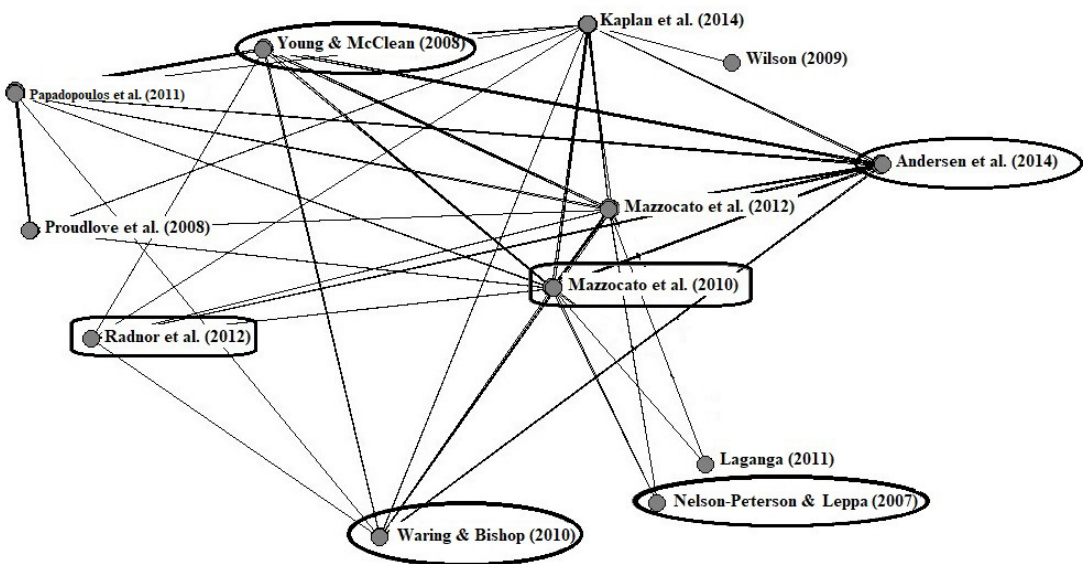 Kaplan et al. (2014)
Young & McClean (2008)
Wilson (2009)
Papadopoulos et al. (2011)
Andersen et al. (2014)
Mazzocato et al. 2012)
Proudlove et al. (2008)
Mazzocato et al. (2010)
Radnor et al. (2012)
Laganga (2011)
Nelson-Peterson & Leppa (2007)
Waring & Bishop (2010)